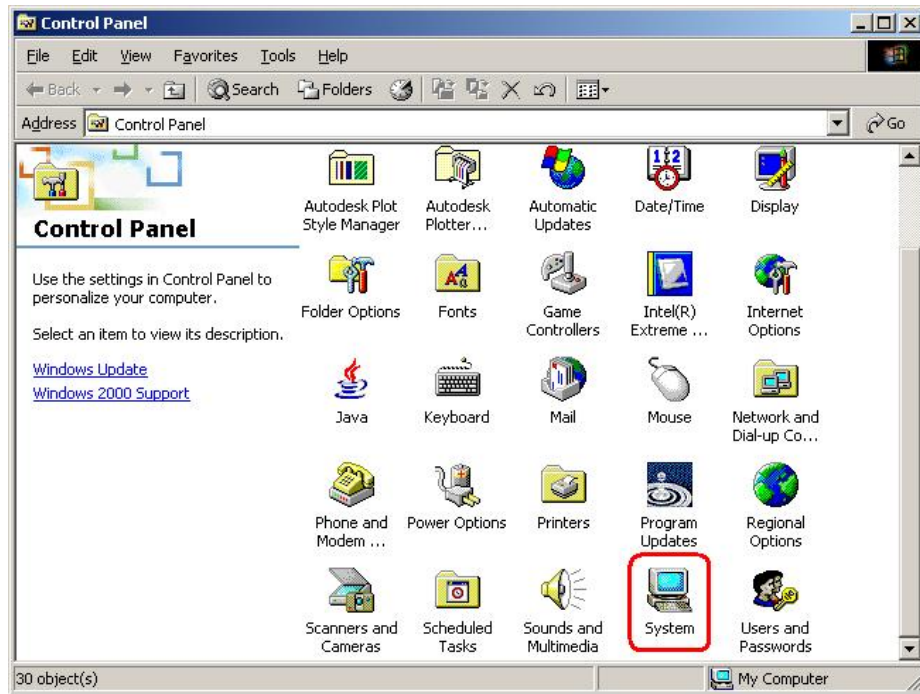 Control Panel
File Edit View Favorites Tools Help
Back Search Folders
Address Control Panel Go
Control Panel
Use the settings in Control Panel to
personalize your computer.
Select an item to view its description.
Windows Update
Windows 2000 Support
Autodesk Plot
Style Manager
Autodesk
Plotter...
Automatic
Updates
Date/Time
Display
Folder Options
Fonts
Game
Controllers
Intel(R)
Extreme ...
Internet
Options
Java
Keyboard
Mail
Mouse
Network and
Dial-up Co...
Phone and
Modem ...
Power Options
Printers
Program
Updates
Regional
Options
Scanners and
Cameras
Scheduled
Tasks
Sounds and
Multimedia
System
Users and
Passwords
30 object(s) My Computer